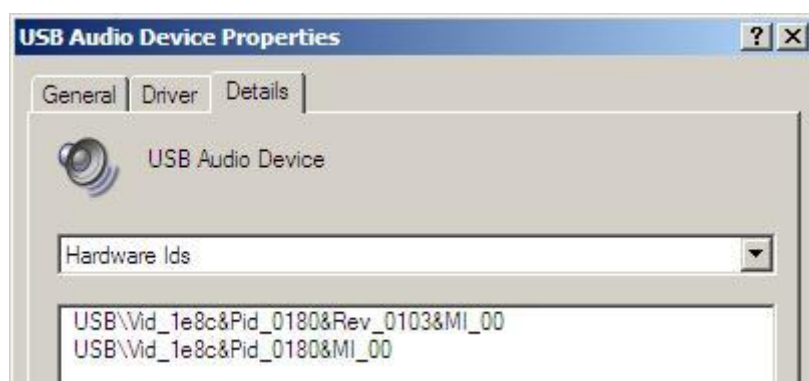 USB Audio Device Properties
General Driver Details
USB Audio Device
Hardware Ids
USB\Vid_1e8c&Pid_0180&Rev_0103&MI_00
USB\Vid_1e8c&Pid_0180&MI_00